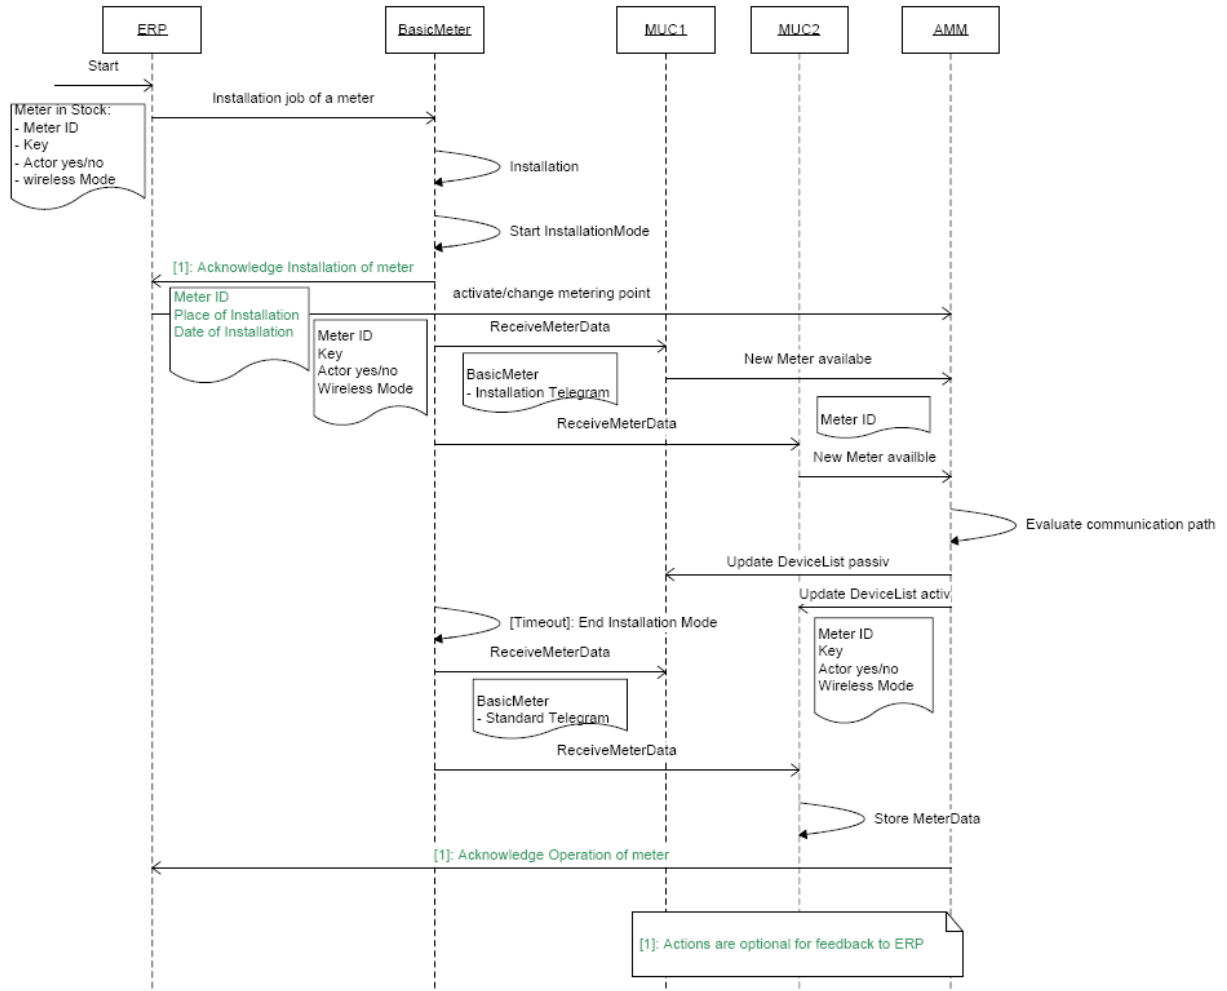 ERP
BasicMeter
MUC1
MUC2
AMM
Start
Installation job of a meter
Meter in Stock:
- Meter ID
- Key
- Actor yes/no
- wireless Mode
Installation
Start InstallationMode
[1]: Acknowledge Installation of meter
Meter ID
Place of Installation
Date of Installation
activate/change metering point
Meter ID
Key
Actor yes/no
Wireless Mode
ReceiveMeterData
BasicMeter
- Installation Telegram
New Meter availabe
ReceiveMeterData
Meter ID
New Meter availble
Evaluate communication path
Update DeviceList passiv
Update DeviceList activ
[Timeout]: End Installation Mode
Meter ID
Key
Actor yes/no
Wireless Mode
ReceiveMeterData
BasicMeter
- Standard Telegram
ReceiveMeterData
Store MeterData
[1]: Acknowledge Operation of meter
[1]: Actions are optional for feedback to ERP